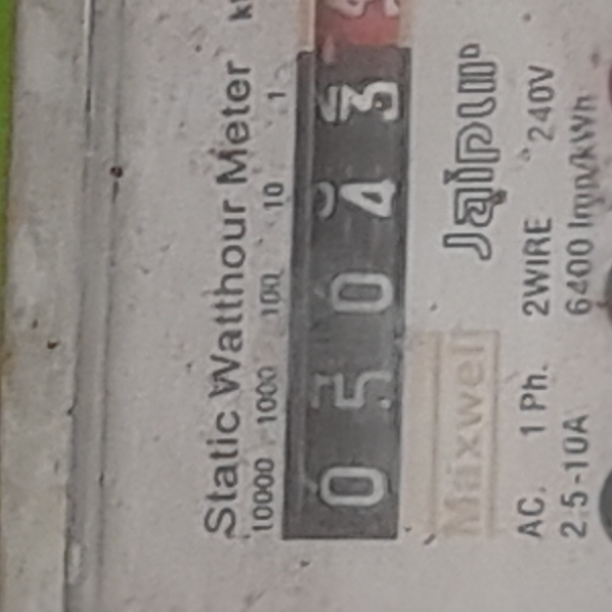 Static Watthour Meter
10000 1000 100 10 1
0 5 0 4 3
Maxwell
Jaipur
AC. 1 Ph. 2WIRE 240V
2.5-10A 6400 Imp/kWh